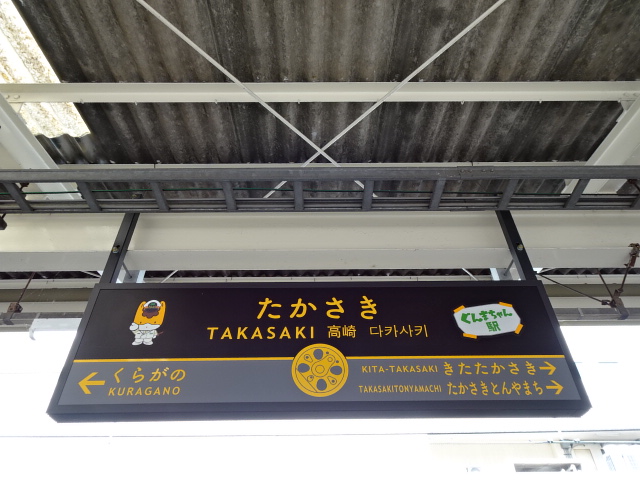 たかさき
TAKASAKI 高崎 다카사키
ぐんまちゃん
駅
くらがの
KURAGANO
KITA-TAKASAKI きたたかさき
TAKASAKITONYAMACHI たかさきとんやまち